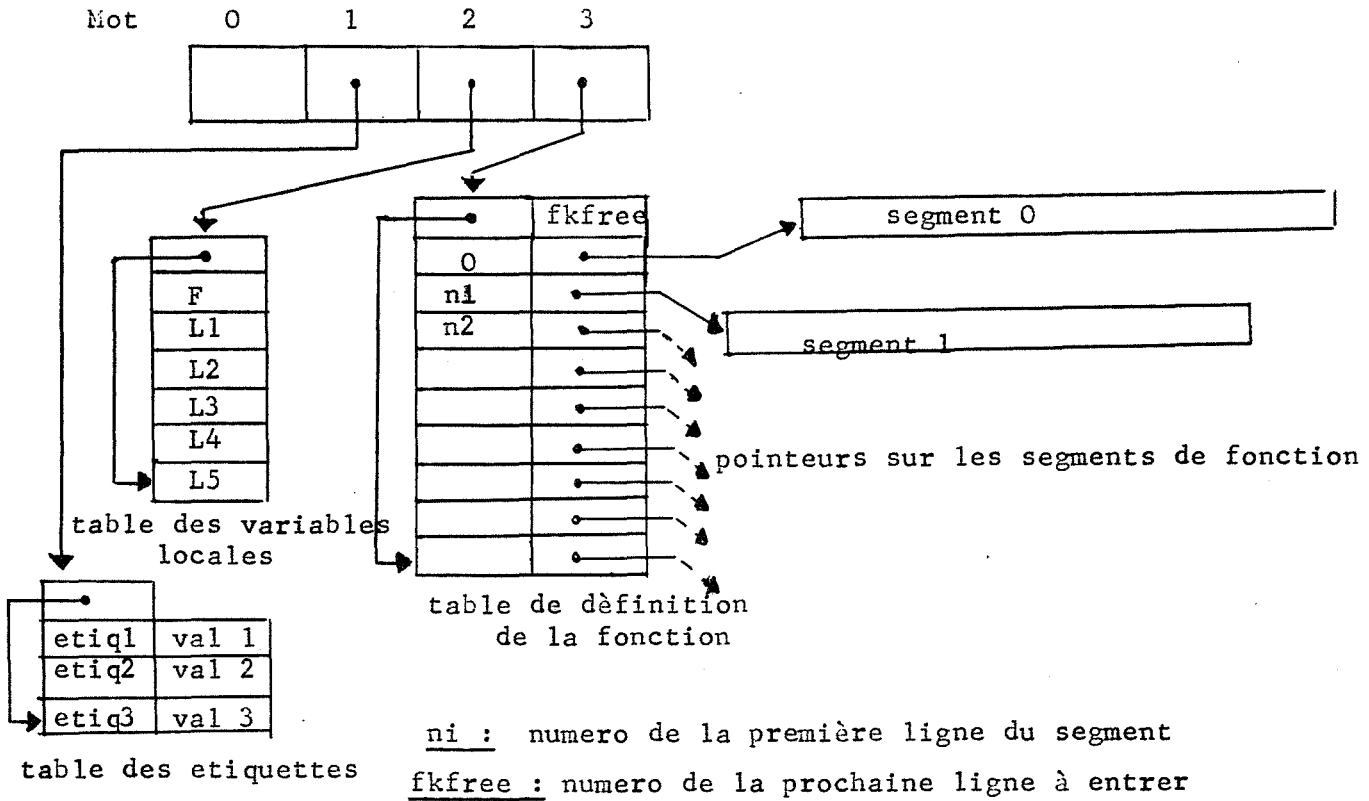 Mot 0 1 2 3
fkfree
segment 0
0
F
n1
L1
n2
segment 1
L2
L3
L4
pointeurs sur les segments de fonction
L5
table des variables
locales
table de dèfinition
de la fonction
etiq1 val 1
etiq2 val 2
etiq3 val 3
ni : numero de la première ligne du segment
table des etiquettes
fkfree : numero de la prochaine ligne à entrer